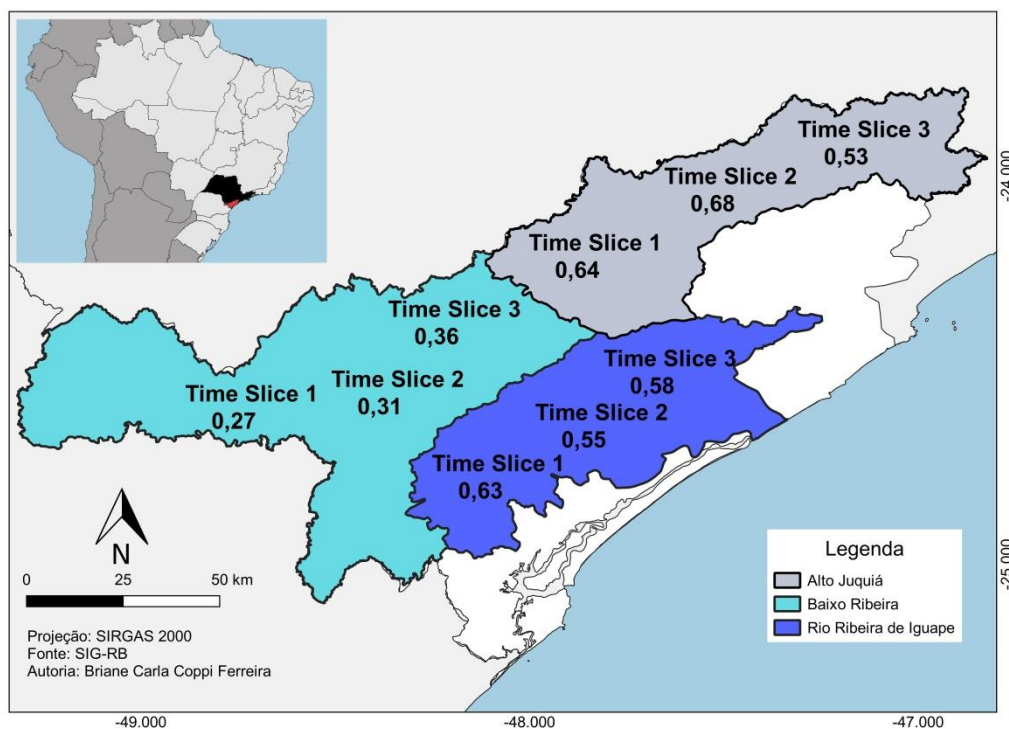 Time Slice 3
0,53
Time Slice 2
0,68
Time Slice 1
0,64
Time Slice 3
0,36
Time Slice 2
0,31
Time Slice 1
0,27
Time Slice 3
0,58
Time Slice 2
0,55
Time Slice 1
0,63
-24.000
-25.000
N
0 25 50 km
Projeção: SIRGAS 2000
Fonte: SIG-RB
Autoria: Briane Carla Coppi Ferreira
Legenda
Alto Juquiá
Baixo Ribeira
Rio Ribeira de Iguape
-49.000 -48.000 -47.000